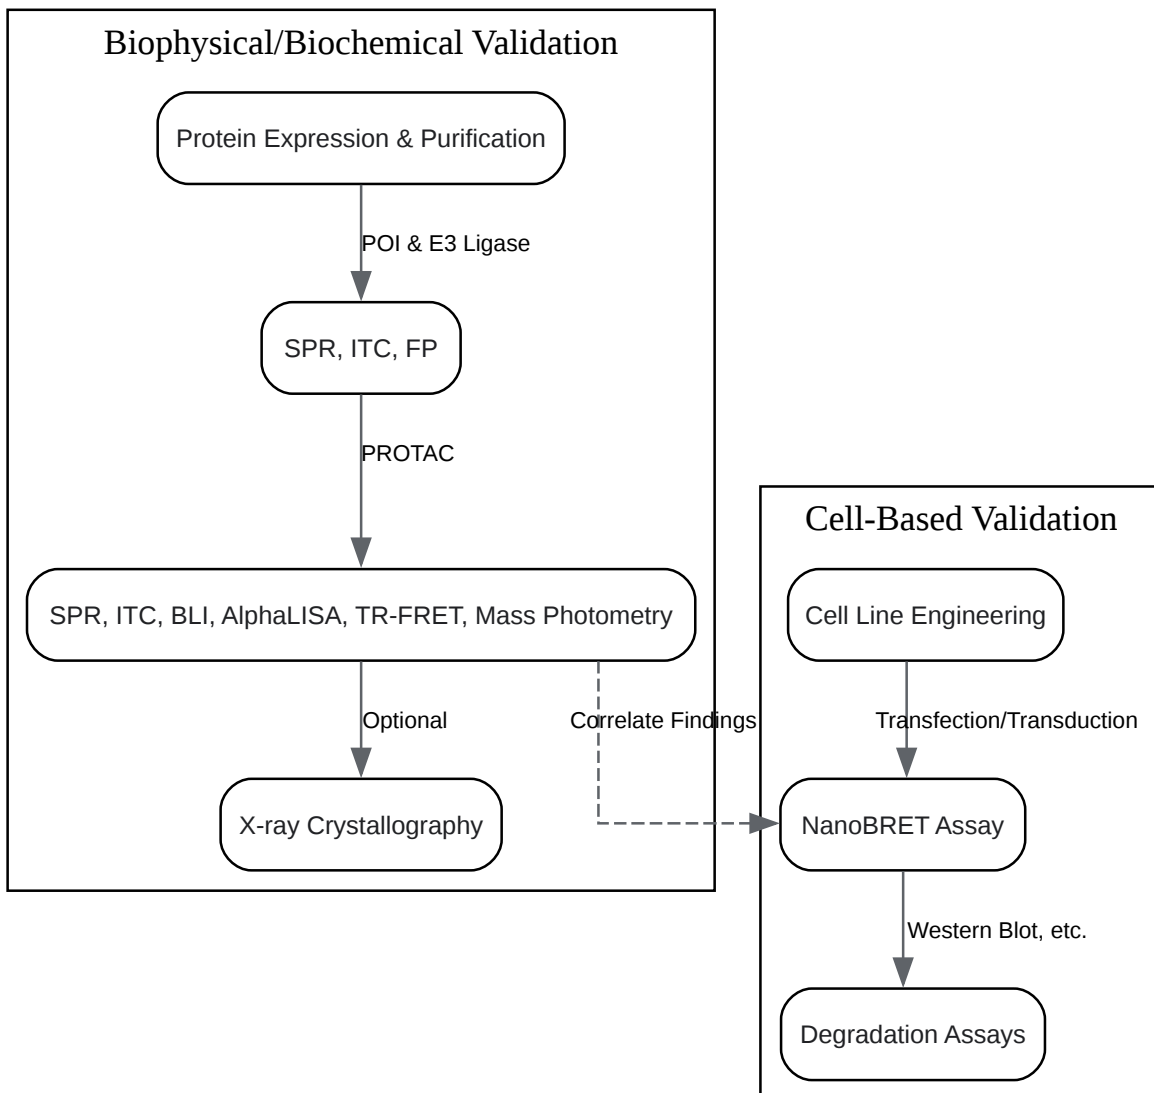 Biophysical/Biochemical Validation
Protein Expression & Purification
POI & E3 Ligase
SPR, ITC, FP
PROTAC
SPR, ITC, BLI, AlphaLISA, TR-FRET, Mass Photometry
Optional
Correlate Findings
X-ray Crystallography
Cell-Based Validation
Cell Line Engineering
Transfection/Transduction
NanoBRET Assay
Western Blot, etc.
Degradation Assays